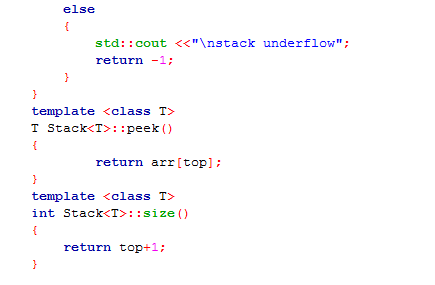 else
{
std::cout <<"\nstack underflow";
return -1;
}
}
template <class T>
T Stack<T>::peek()
{
return arr[top];
}
template <class T>
int Stack<T>::size()
{
return top+1;
}